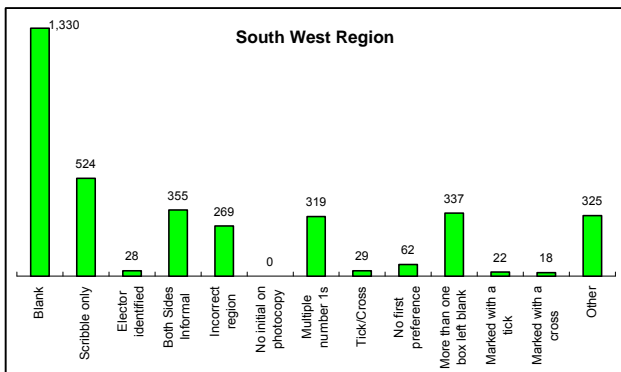 South West Region
1,330
524
28
355
269
0
319
29
62
337
22
18
325
Blank
Scribble only
Elector
identified
Both Sides
Informal
Incorrect
region
No initial on
photocopy
Multiple
number 1s
Tick/Cross
No first
preference
More than one
box left blank
Marked with a
tick
Marked with a
cross
Other